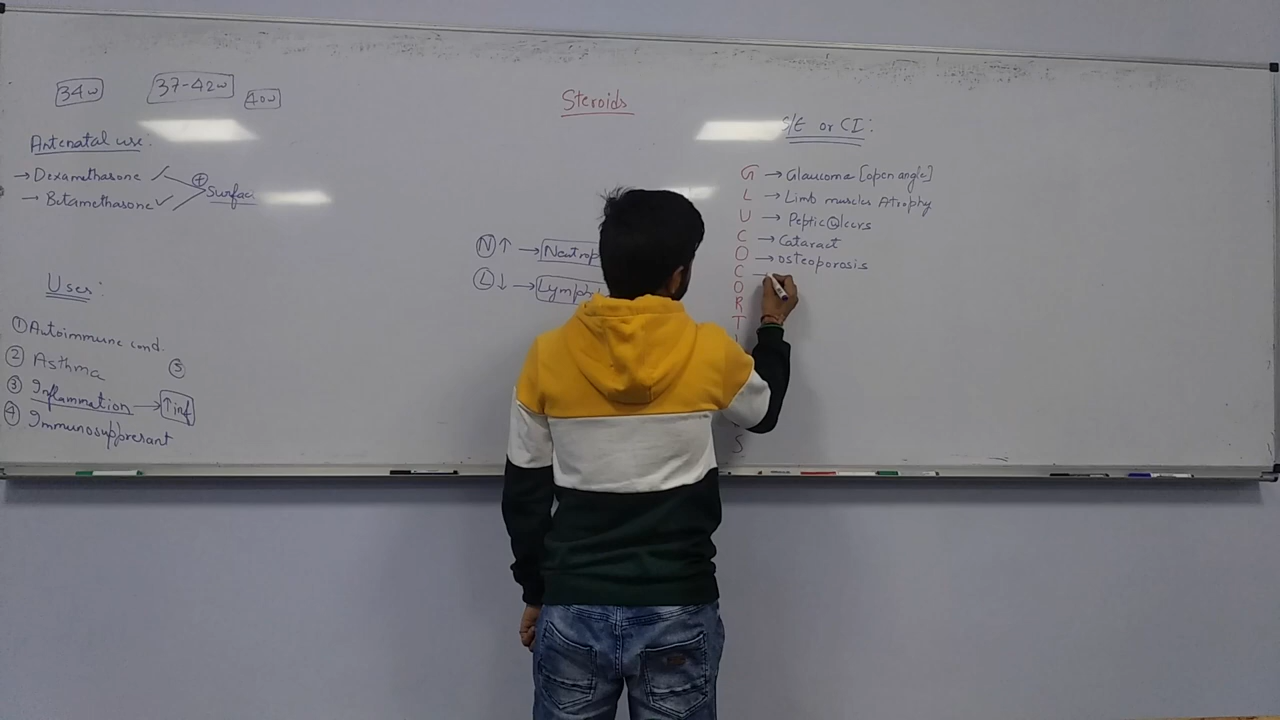 34w 37-42w 40w
Steroids
Antenatal use:
→ Dexamethasone
→ Betamethasone ✓
⊕ Surfac
Uses:
① Autoimmune cond.
② Asthma
③ Inflammation → ↑inf
④ Immunosuppresant
⑤
Ⓝ↑ → Neutrop
Ⓛ↓ → Lymph
S/E or CI:
G → Glaucoma [open angle]
L → Limb muscles Atrophy
U → Peptic Ulcers
C → Cataract
O → osteoporosis
C
O
R
T
S